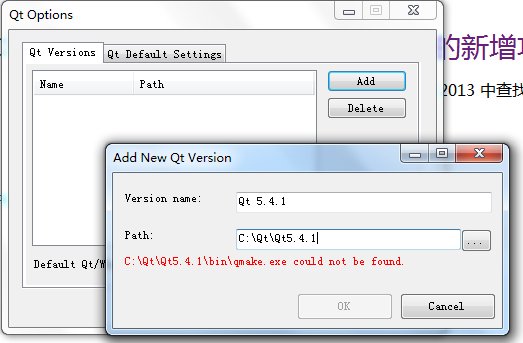 Qt Options
的新增
Qt Versions
Qt Default Settings
Name
Path
Add
2013 中查找
Delete
Add New Qt Version
Version name:
Qt 5.4.1
Path:
C:\Qt\Qt5.4.1
...
Default Qt/W
C:\Qt\Qt5.4.1\bin\qmake.exe could not be found.
OK
Cancel